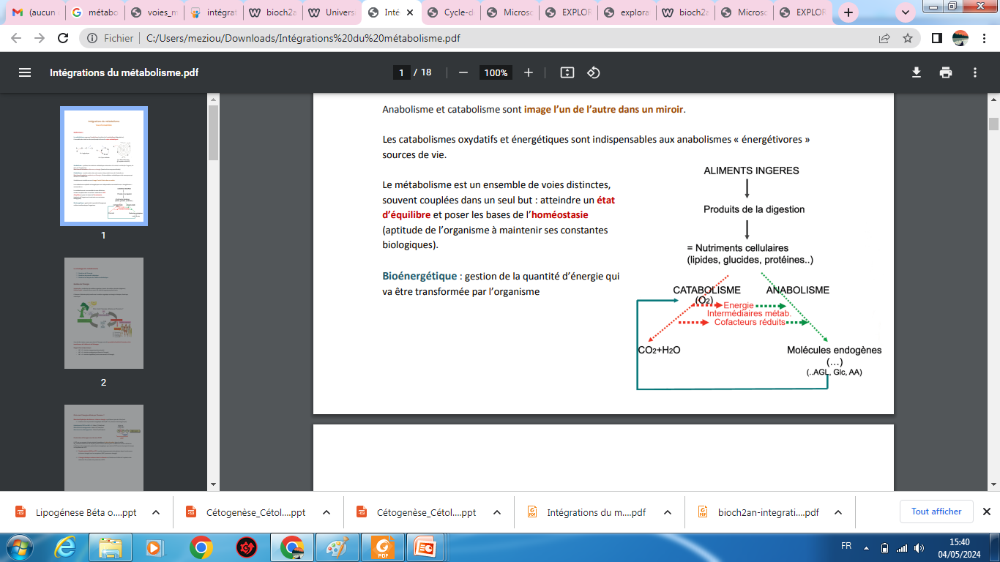 (aucun
métabo
voies_m
intégrat
bioch2a
Univers
Inté
Cycle-d
Microso
EXPLOR
explora
bioch2a
Microso
EXPLOR
Fichier
C:/Users/meziou/Downloads/Intégrations%20du%20métabolisme.pdf
Intégrations du métabolisme.pdf
1 / 18
100%
1
2
Anabolisme et catabolisme sont image l’un de l’autre dans un miroir.
Les catabolismes oxydatifs et énergétiques sont indispensables aux anabolismes « énergétivores »
sources de vie.
Le métabolisme est un ensemble de voies distinctes,
souvent couplées dans un seul but : atteindre un état
d’équilibre et poser les bases de l’homéostasie
(aptitude de l’organisme à maintenir ses constantes
biologiques).
Bioénergétique : gestion de la quantité d’énergie qui
va être transformée par l’organisme
ALIMENTS INGERES
Produits de la digestion
= Nutriments cellulaires
(lipides, glucides, protéines..)
CATABOLISME
(O2)
ANABOLISME
Energie
Intermédiaires métab.
Cofacteurs réduits
CO2+H2O
Molécules endogènes
(…)
(..AGL, Glc, AA)
Lipogénese Béta o....ppt
Cétogenèse_Cétol....ppt
Cétogenèse_Cétol....ppt
Intégrations du m....pdf
bioch2an-integrati....pdf
Tout afficher
PDF
FR
15:40
04/05/2024